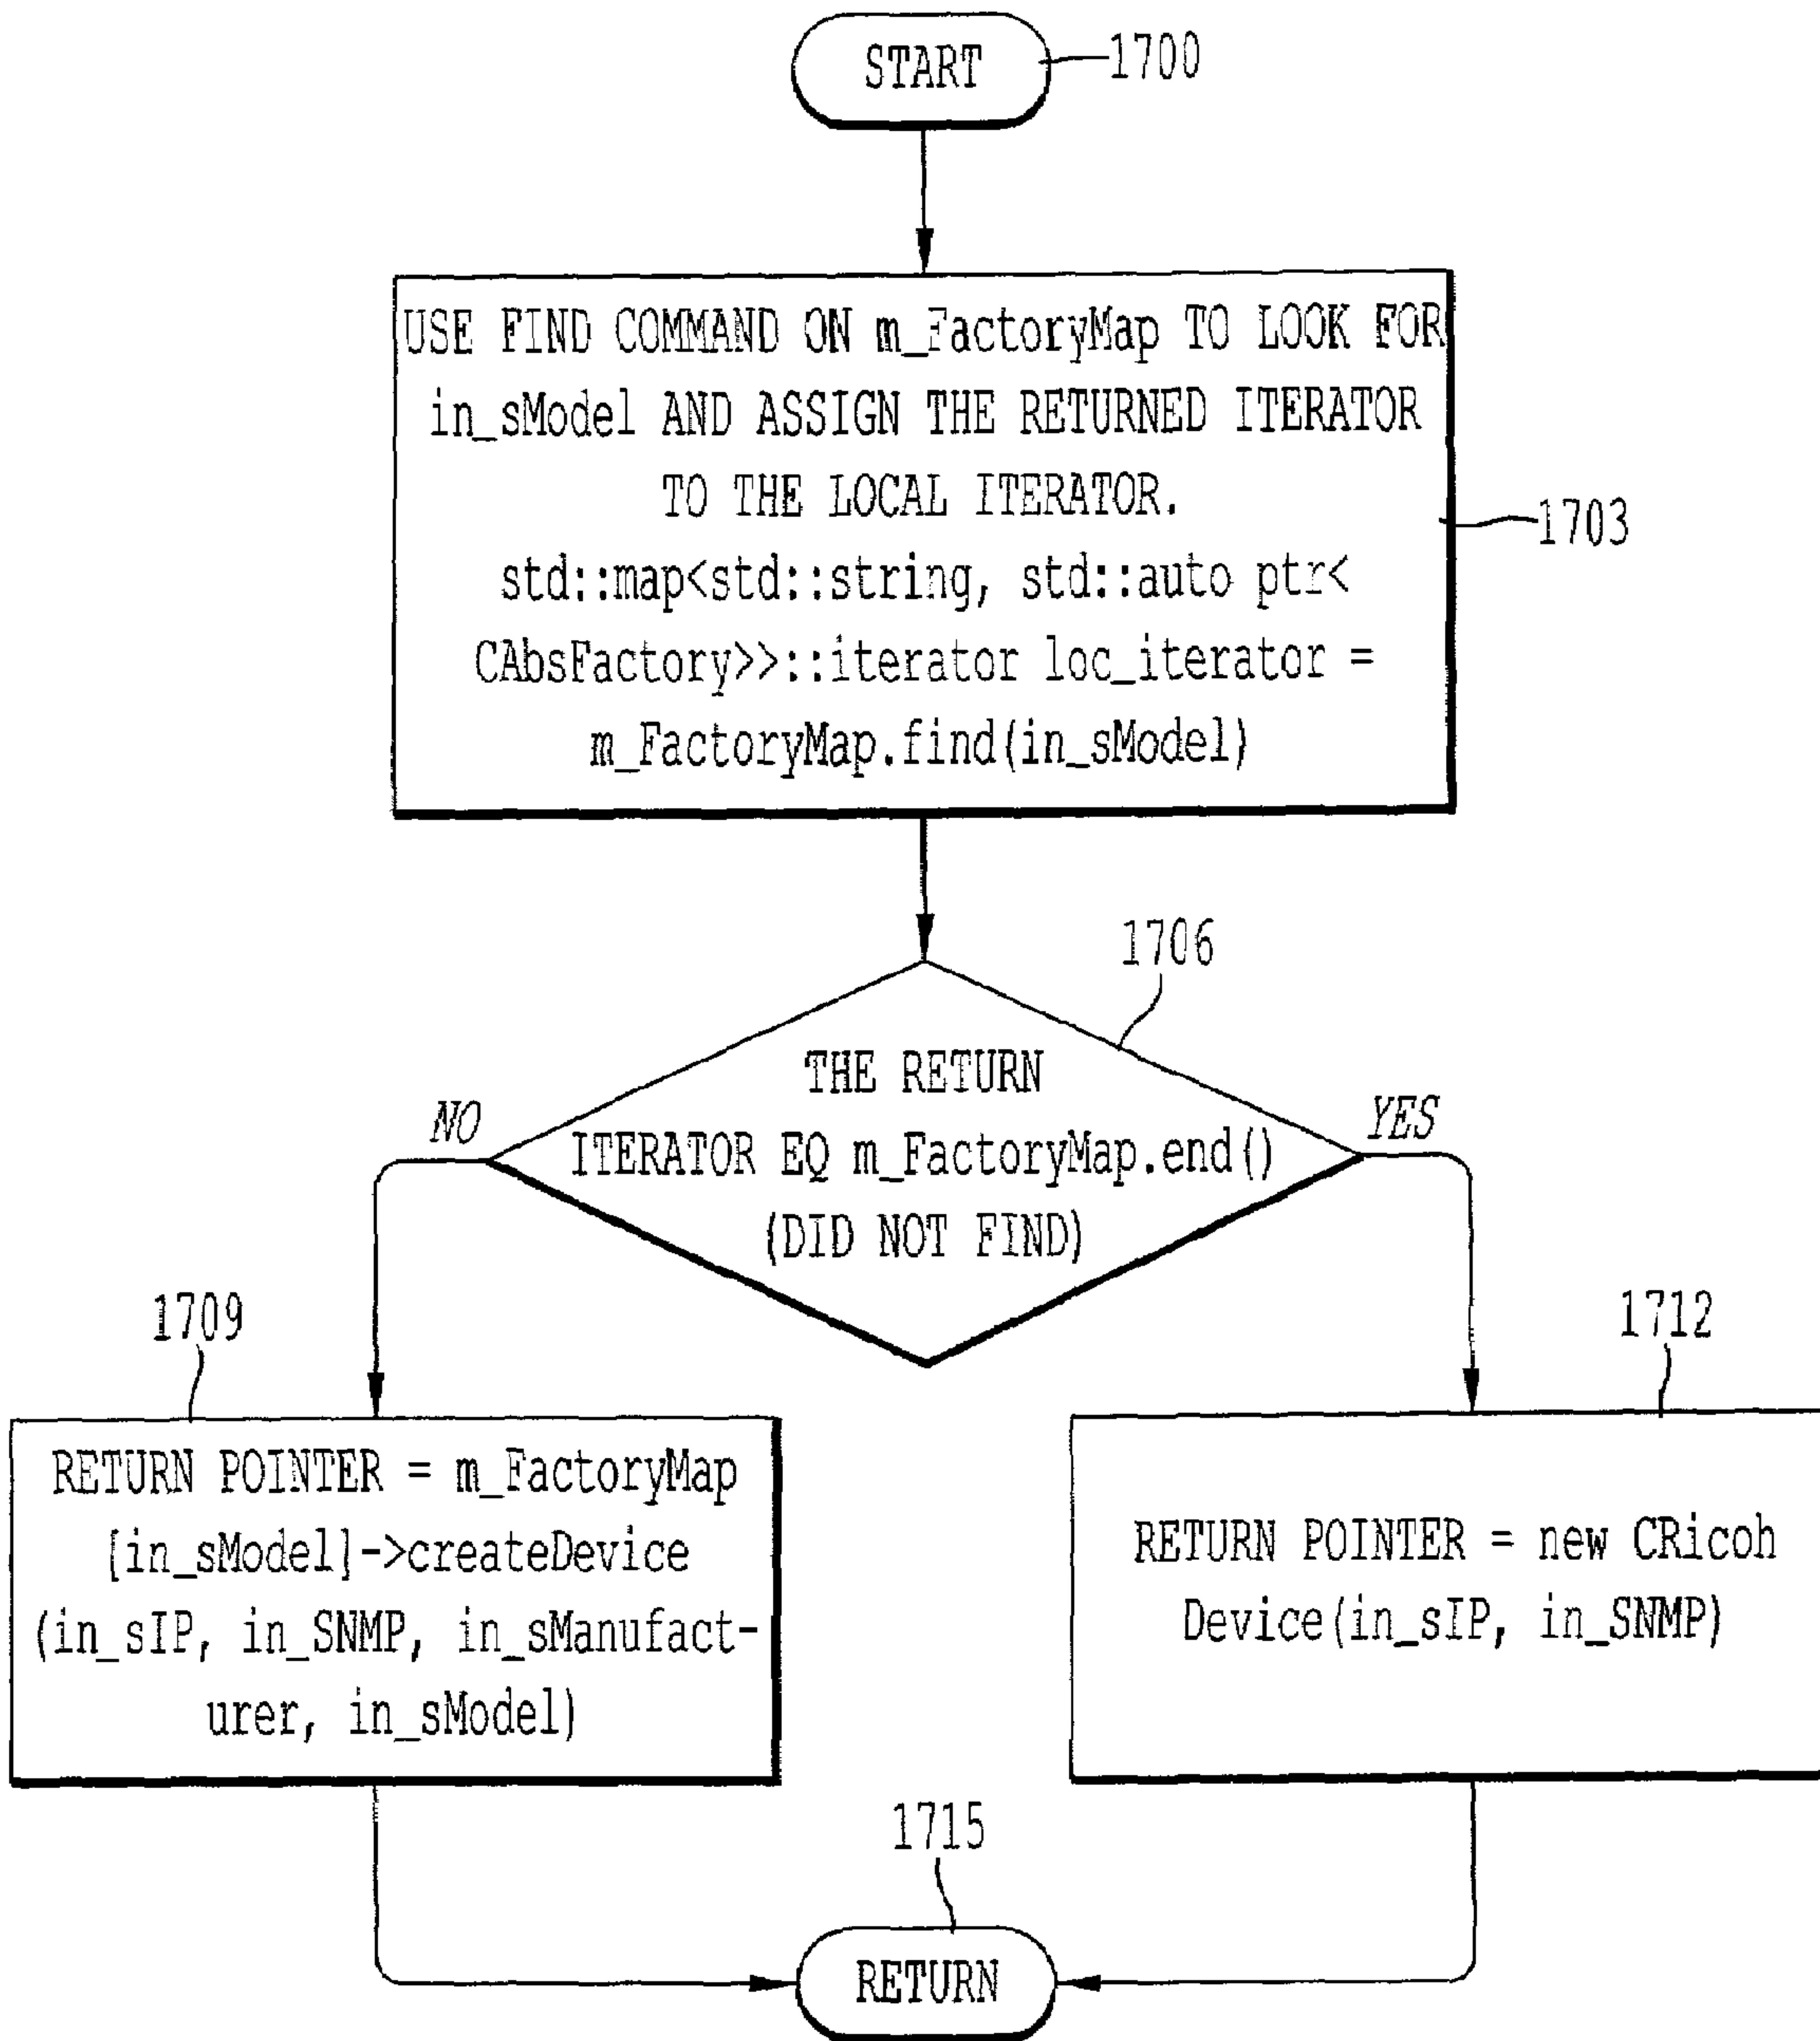 START
1700
USE FIND COMMAND ON m_FactoryMap TO LOOK FOR
in_sModel AND ASSIGN THE RETURNED ITERATOR
TO THE LOCAL ITERATOR.
std::map<std::string, std::auto ptr<
CAbsFactory>>::iterator loc_iterator =
m_FactoryMap.find(in_sModel)
1703
1706
THE RETURN
ITERATOR EQ m_FactoryMap.end()
(DID NOT FIND)
NO
YES
1709
RETURN POINTER = m_FactoryMap
[in_sModel]->createDevice
(in_sIP, in_SNMP, in_sManufact-
urer, in_sModel)
1712
RETURN POINTER = new CRicoh
Device(in_sIP, in_SNMP)
1715
RETURN